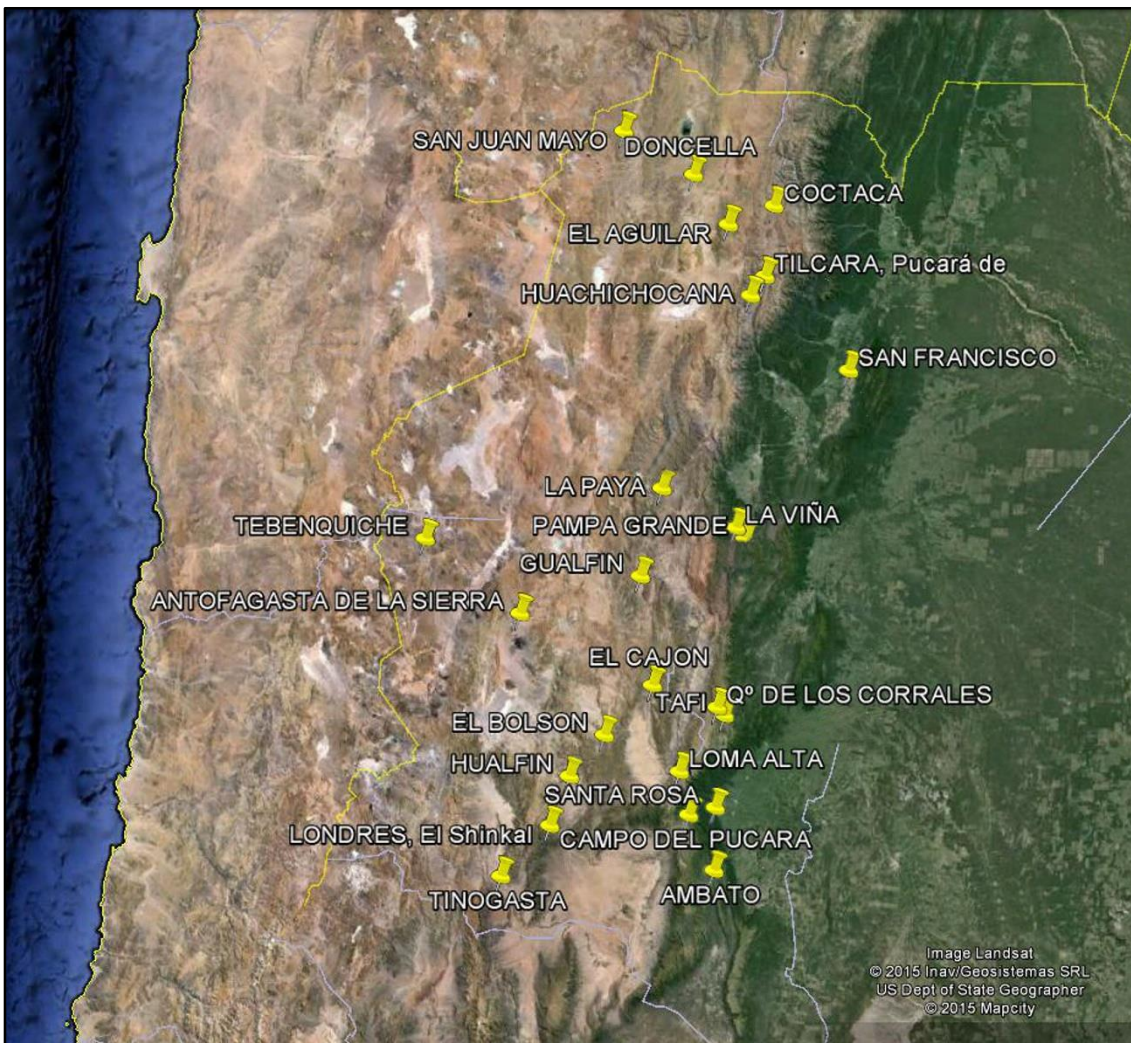 SAN JUAN MAYO
DONCELLA
COCTACA
EL AGUILAR
TILCARA, Pucará de
HUACHICHOCANA
SAN FRANCISCO
LA PAYA
TEBENQUICHE
PAMPA GRANDE
LA VIÑA
GUALFIN
ANTOFAGASTA DE LA SIERRA
EL CAJON
TAFI
Qº DE LOS CORRALES
EL BOLSON
HUALFIN
LOMA ALTA
SANTA ROSA
LONDRES, El Shinkal
CAMPO DEL PUCARA
TINOGASTA
AMBATO
Image Landsat
© 2015 Inav/Geosistemas SRL
US Dept of State Geographer
© 2015 Mapcity